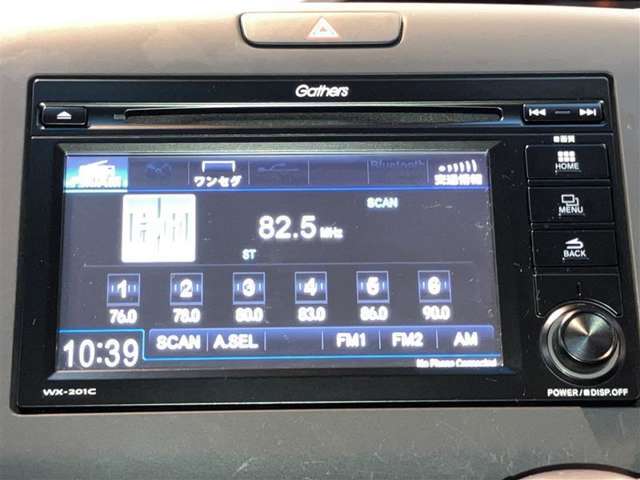 Gathers
HOME
MENU
BACK
ワンセグ
Bluetooth
交通情報
SCAN
82.5 MHz
ST
1 2 3 4 5 6
76.0 78.0 80.0 83.0 86.0 90.0
10:39
SCAN A.SEL FM1 FM2 AM
No Phone Connected
WX-201C
POWER/ DISP.OFF